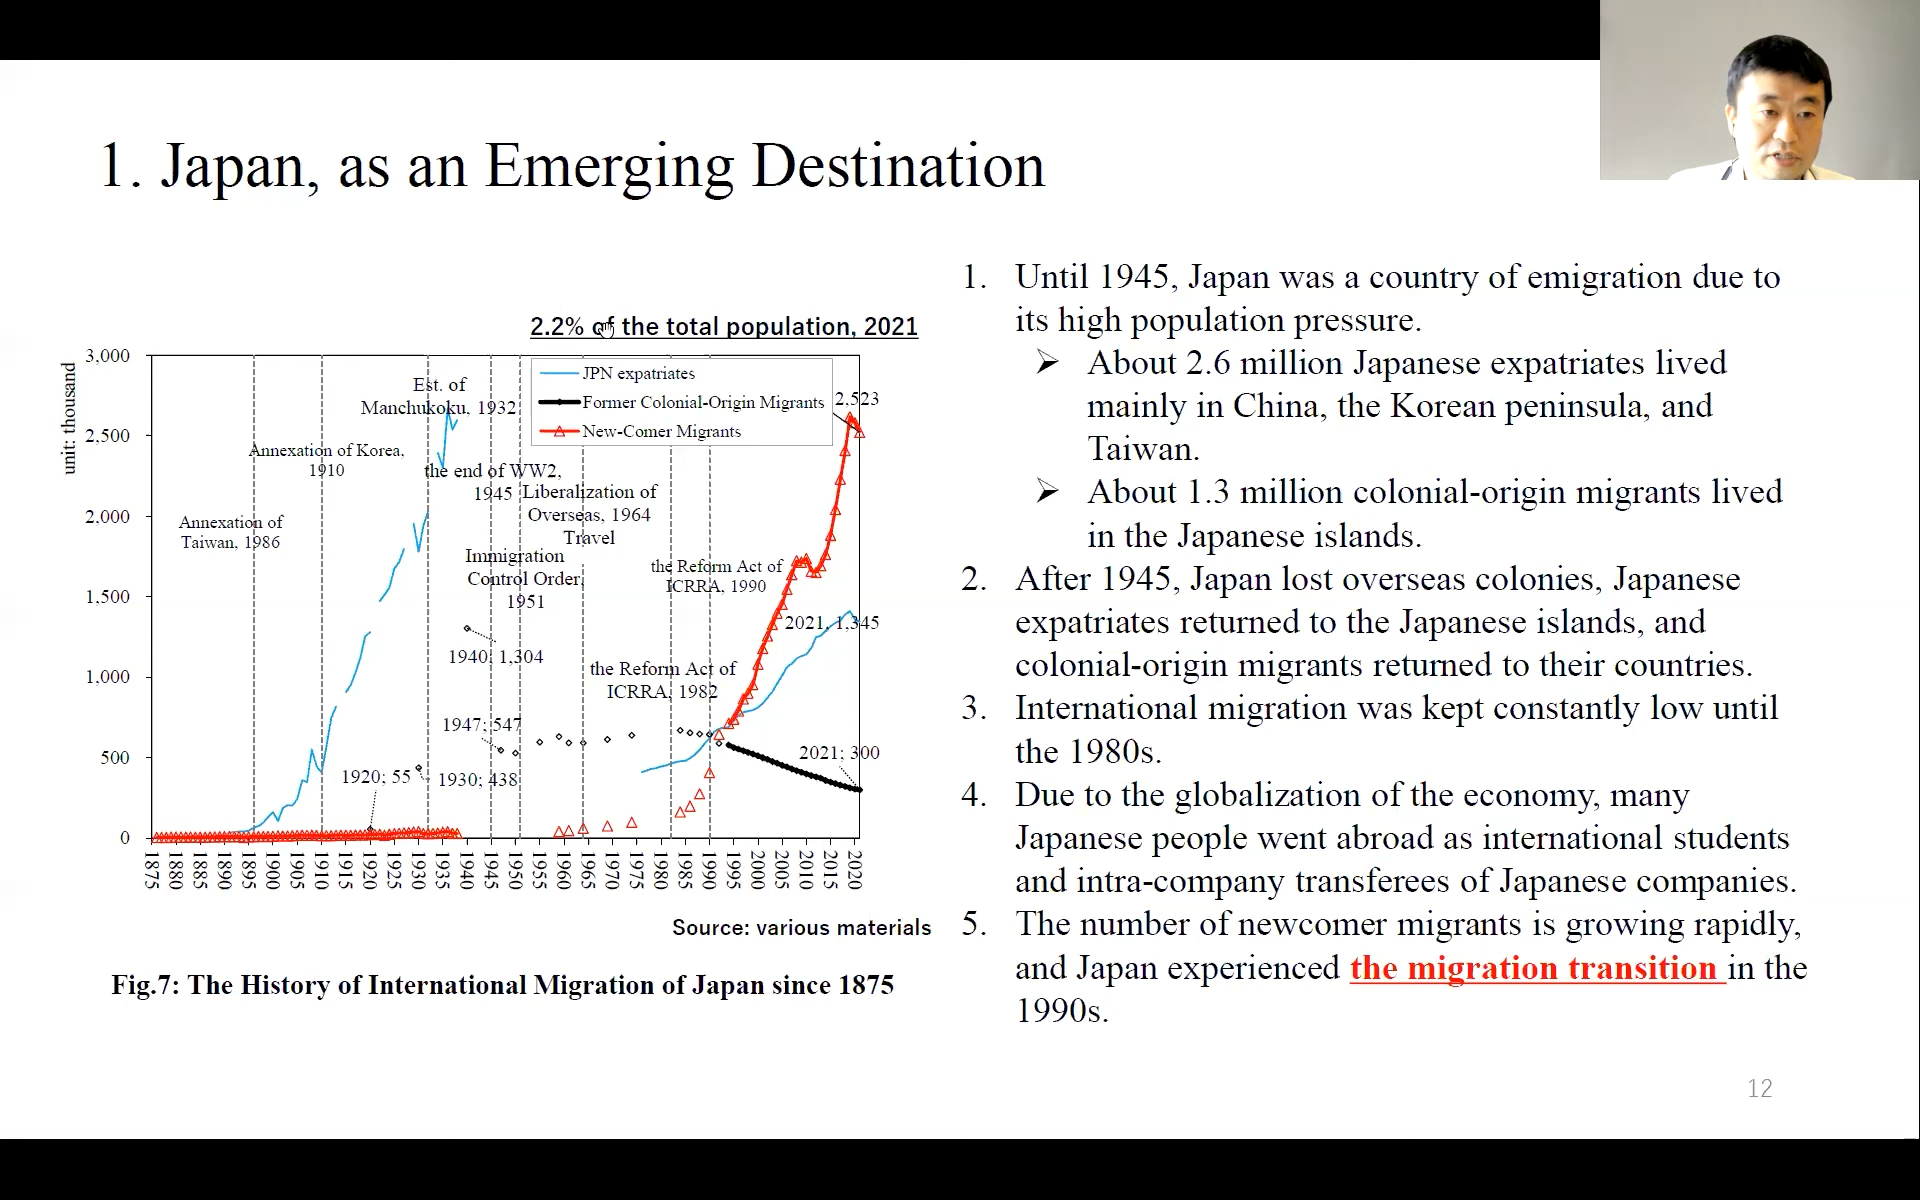 1. Japan, as an Emerging Destination
2.2% of the total population, 2021
unit: thousand
3,000
2,500
2,000
1,500
1,000
500
0
JPN expatriates
Former Colonial-Origin Migrants
New-Comer Migrants
2,523
Est. of
Manchukoku, 1932
Annexation of Korea,
1910
the end of WW2,
1945
Liberalization of
Overseas, 1964
Travel
Annexation of
Taiwan, 1986
Immigration
Control Order,
1951
the Reform Act of
ICRRA, 1990
2021, 1,345
1940; 1,304
the Reform Act of
ICRRA, 1982
1947; 547
2021; 300
1920; 55
1930; 438
1875 1880 1885 1890 1895 1900 1905 1910 1915 1920 1925 1930 1935 1940 1945 1950 1955 1960 1965 1970 1975 1980 1985 1990 1995 2000 2005 2010 2015 2020
Source: various materials
Fig.7: The History of International Migration of Japan since 1875
1. Until 1945, Japan was a country of emigration due to
its high population pressure.
➢ About 2.6 million Japanese expatriates lived
mainly in China, the Korean peninsula, and
Taiwan.
➢ About 1.3 million colonial-origin migrants lived
in the Japanese islands.
2. After 1945, Japan lost overseas colonies, Japanese
expatriates returned to the Japanese islands, and
colonial-origin migrants returned to their countries.
3. International migration was kept constantly low until
the 1980s.
4. Due to the globalization of the economy, many
Japanese people went abroad as international students
and intra-company transferees of Japanese companies.
5. The number of newcomer migrants is growing rapidly,
and Japan experienced the migration transition in the
1990s.
12